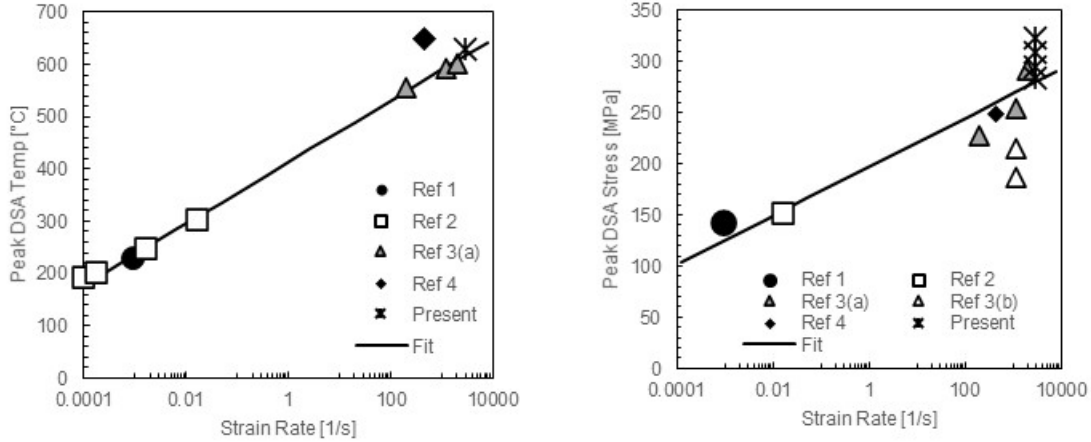 700
600
500
400
300
200
100
0
Peak DSA Temp [°C]
0.0001
0.01
1
100
10000
Strain Rate [1/s]
Ref 1
Ref 2
Ref 3(a)
Ref 4
Present
Fit
350
300
250
200
150
100
50
0
Peak DSA Stress [MPa]
0.0001
0.01
1
100
10000
Strain Rate [1/s]
Ref 1 Ref 2
Ref 3(a) Ref 3(b)
Ref 4 Present
Fit